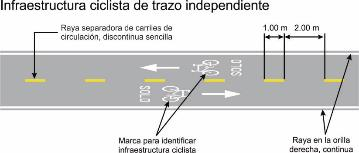 Infraestructura ciclista de trazo independiente
Raya separadora de carriles de
circulación, discontinua sencilla
1.00 m
2.00 m
SOLO
SOLO
Marca para identificar
infraestructura ciclista
Raya en la orilla
derecha, continua